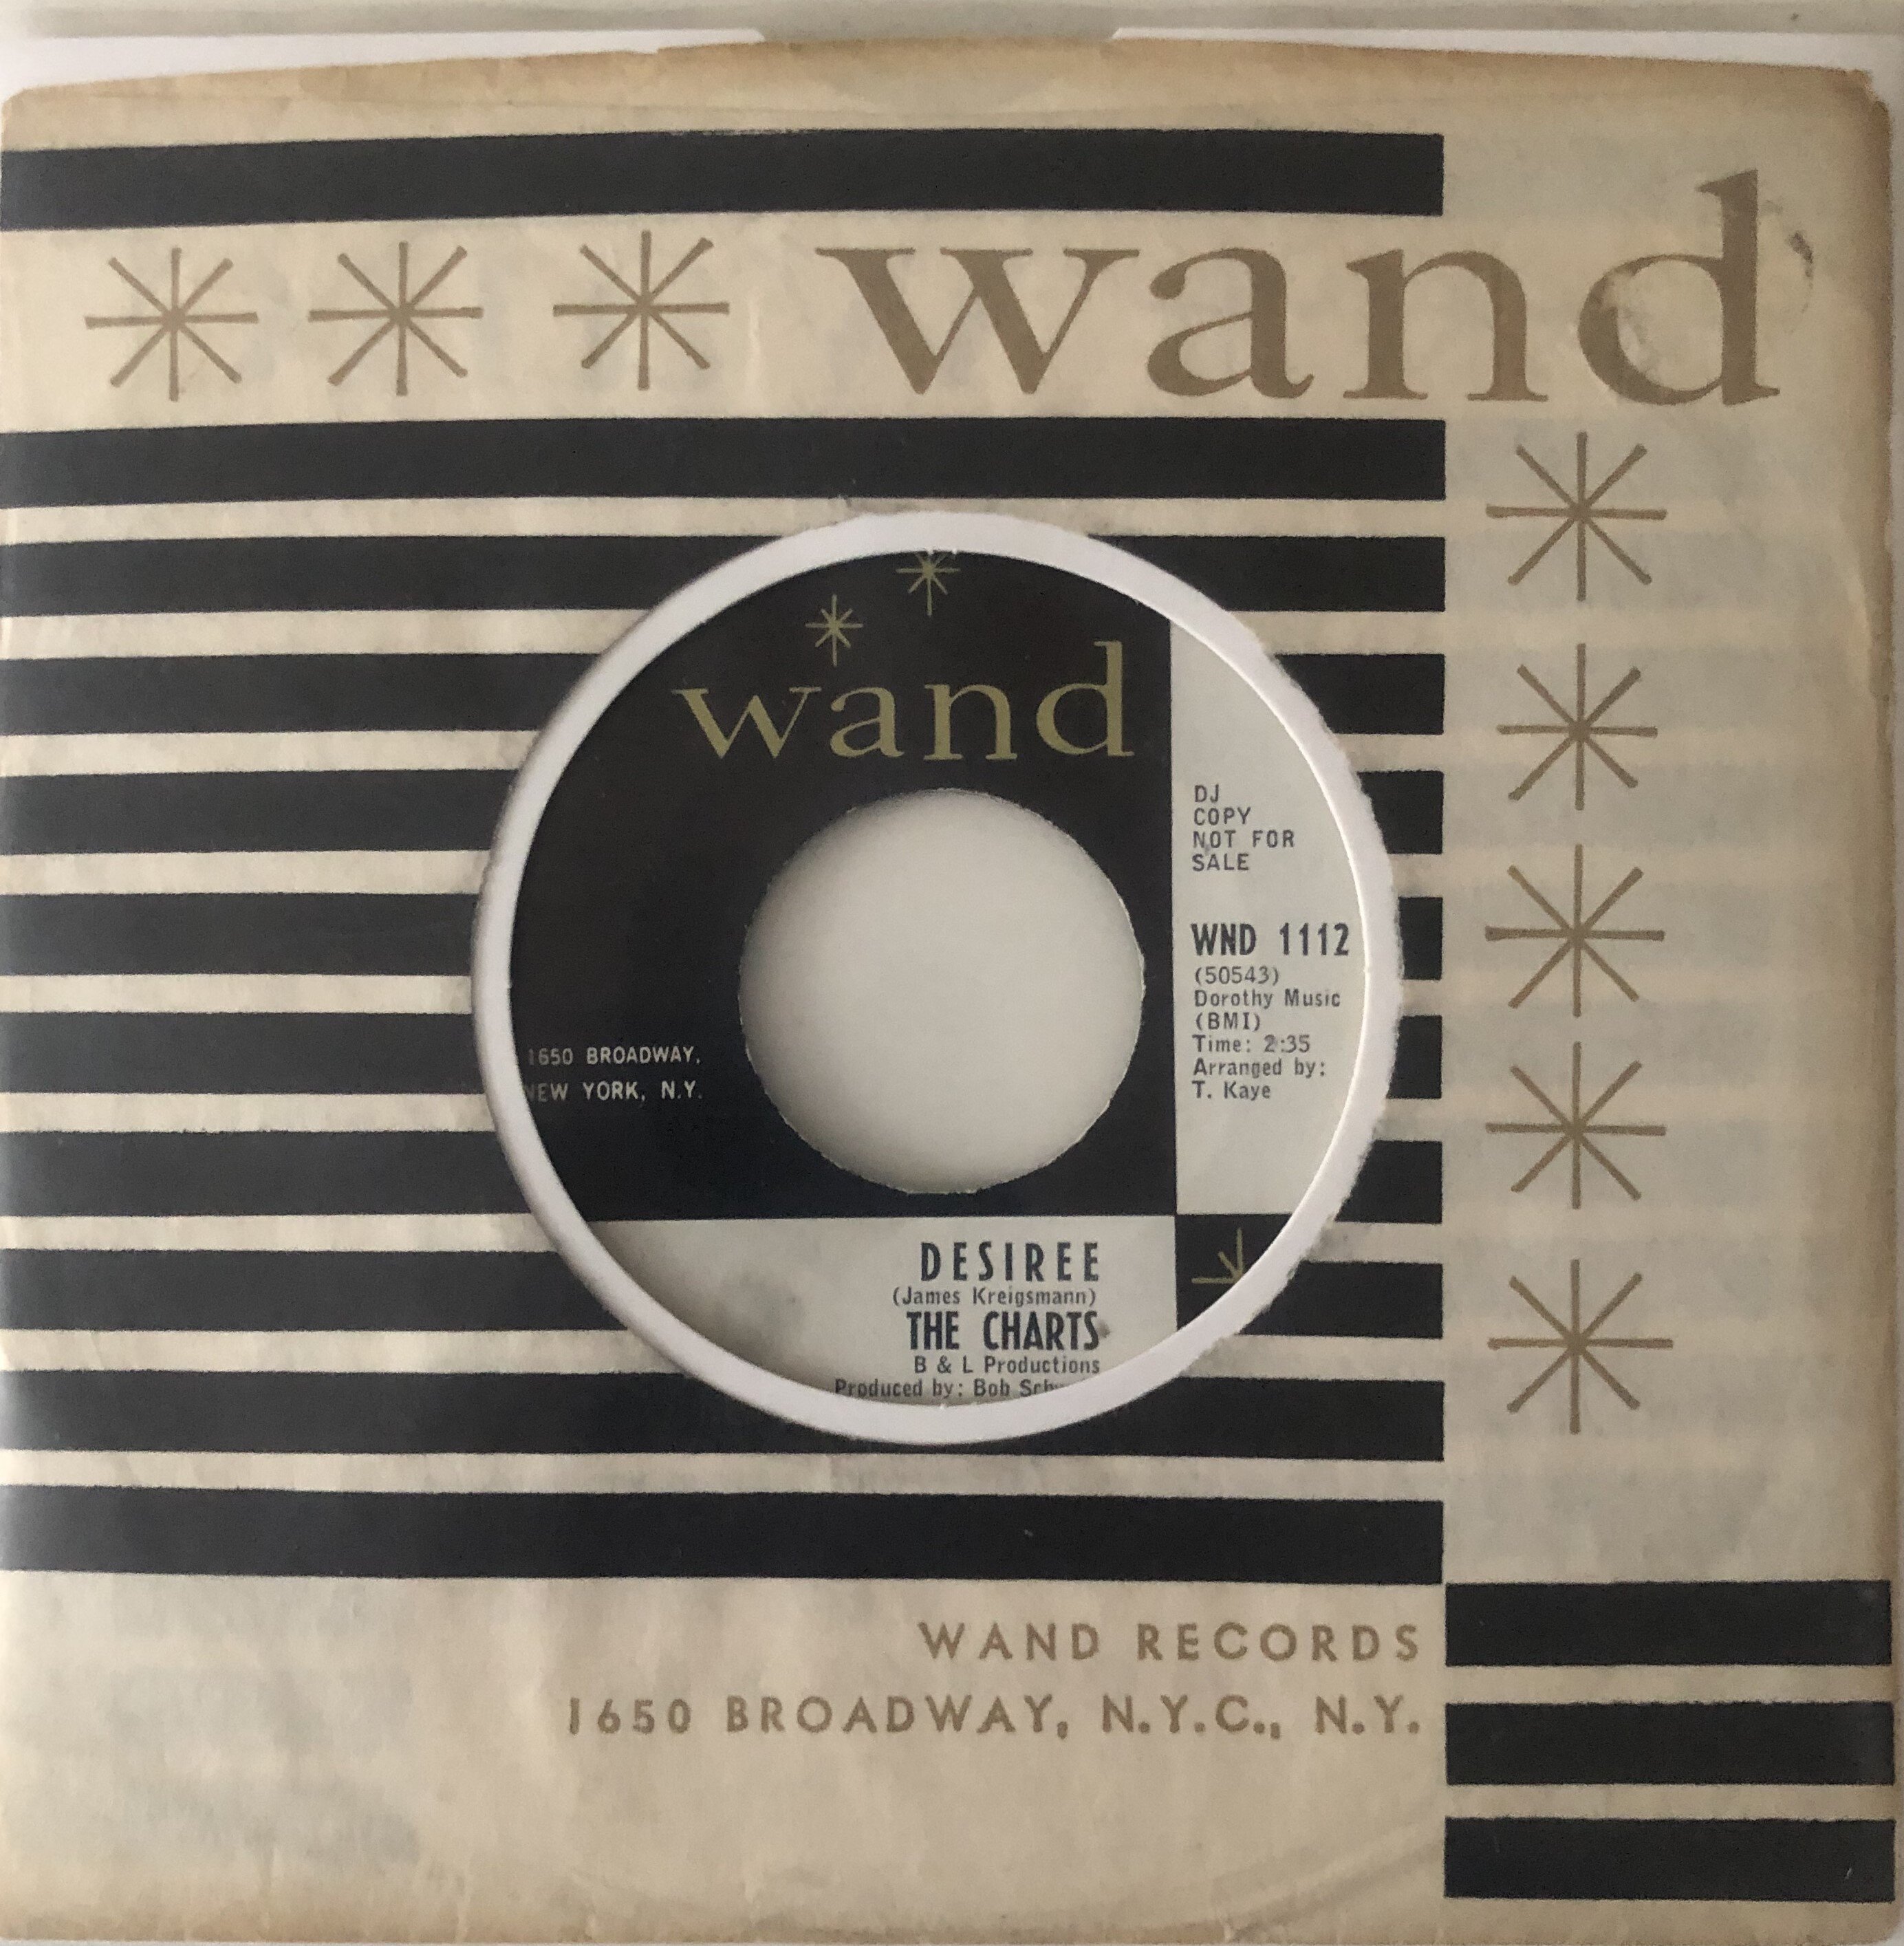 wand
wand
DJ
COPY
NOT FOR
SALE
WND 1112
(50543)
Dorothy Music
(BMI)
Time: 2:35
Arranged by:
T. Kaye
1650 BROADWAY,
NEW YORK, N.Y.
DESIREE
(James Kreigsmann)
THE CHARTS
B & L Productions
Produced by: Bob
WAND RECORDS
1650 BROADWAY, N.Y.C., N.Y.